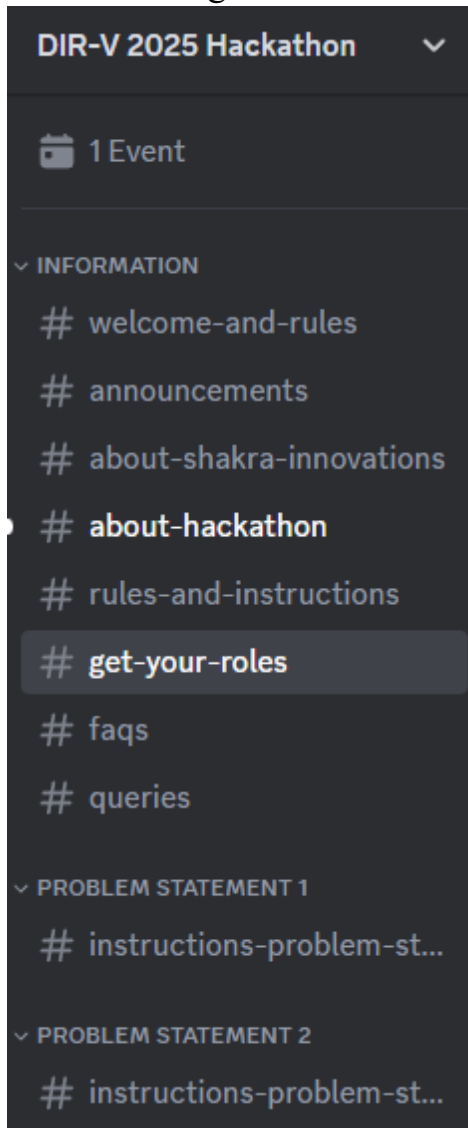 DIR-V 2025 Hackathon
1 Event
INFORMATION
# welcome-and-rules
# announcements
# about-shakra-innovations
# about-hackathon
# rules-and-instructions
# get-your-roles
# faqs
# queries
PROBLEM STATEMENT 1
# instructions-problem-st...
PROBLEM STATEMENT 2
# instructions-problem-st...